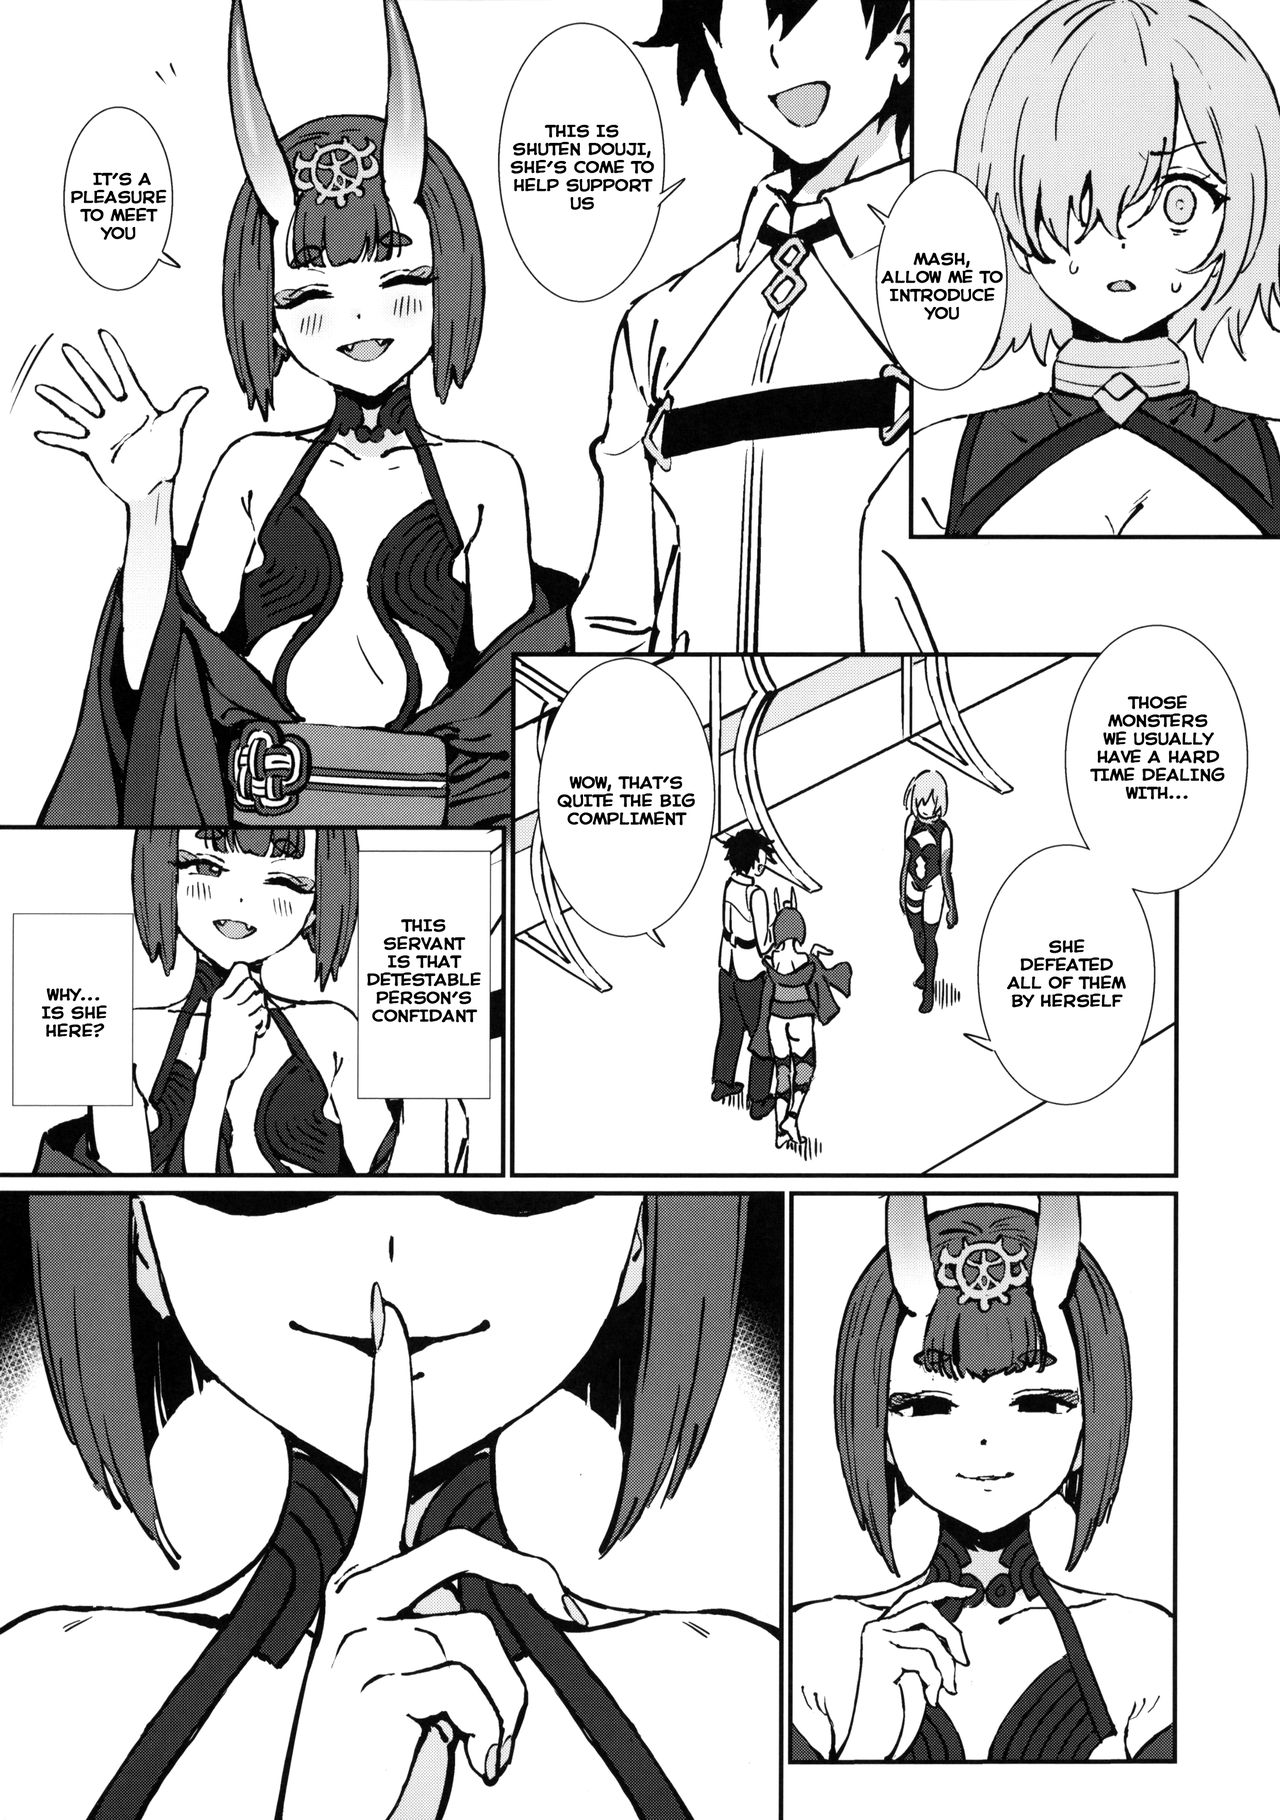 MASH,
ALLOW ME TO
INTRODUCE
YOU
THIS IS
SHUTEN DOUJI,
SHE'S COME TO
HELP SUPPORT
US
IT'S A
PLEASURE
TO MEET
YOU
THOSE
MONSTERS
WE USUALLY
HAVE A HARD
TIME DEALING
WITH...
SHE
DEFEATED
ALL OF THEM
BY HERSELF
WOW, THAT'S
QUITE THE BIG
COMPLIMENT
THIS
SERVANT
IS THAT
DETESTABLE
PERSON'S
CONFIDANT
WHY...
IS SHE
HERE?